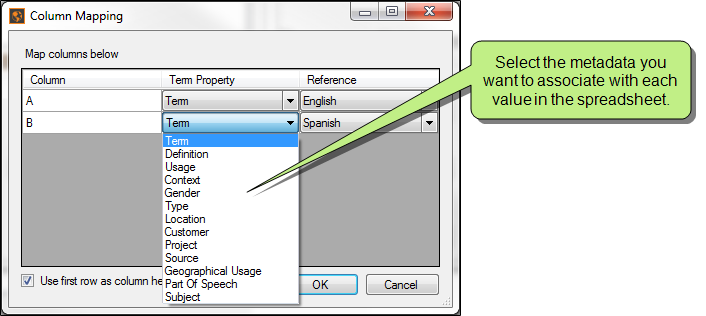 Column Mapping
Map columns below
Column Term Property Reference
A Term English
B Term Spanish
Term
Definition
Usage
Context
Gender
Type
Location
Customer
Project
Source
Geographical Usage
Part Of Speech
Subject
Use first row as column he
OK Cancel
Select the metadata you
want to associate with each
value in the spreadsheet.